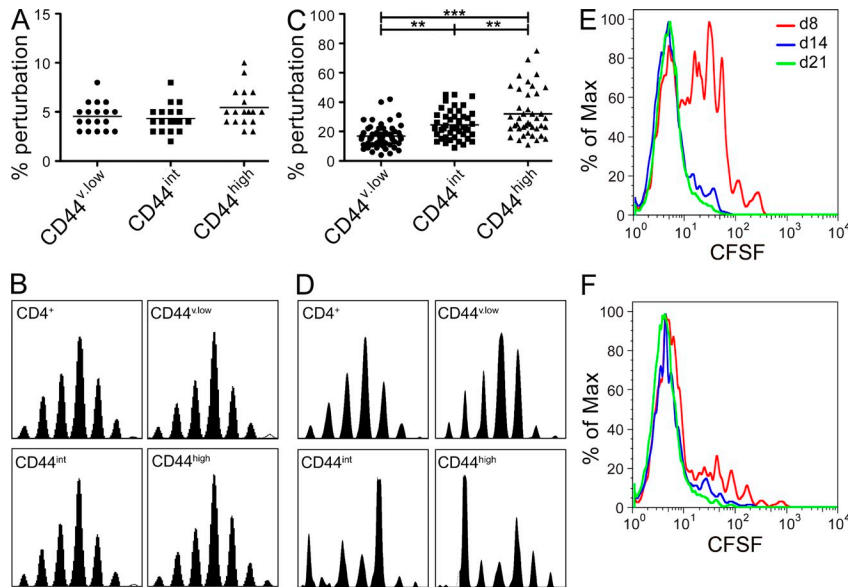 A
% perturbation
15
10
5
0
CD44v.low
CD44int
CD44high
B
CD4+
CD44v.low
CD44int
CD44high
C
***
** **
% perturbation
100
80
60
40
20
0
CD44v.low
CD44int
CD44high
D
CD4+
CD44v.low
CD44int
CD44high
E
% of Max
100
80
60
40
20
0
d8
d14
d21
10^0 10^1 10^2 10^3 10^4
CFSF
F
% of Max
100
80
60
40
20
0
10^0 10^1 10^2 10^3 10^4
CFSF